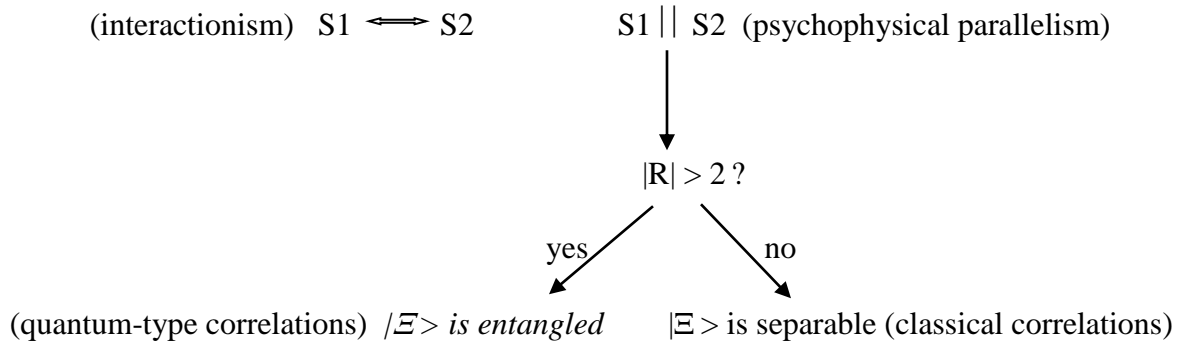 (interactionism) S1 ⟺ S2 S1 || S2 (psychophysical parallelism)
|R| > 2 ?
yes no
(quantum-type correlations) |Ξ > is entangled |Ξ > is separable (classical correlations)